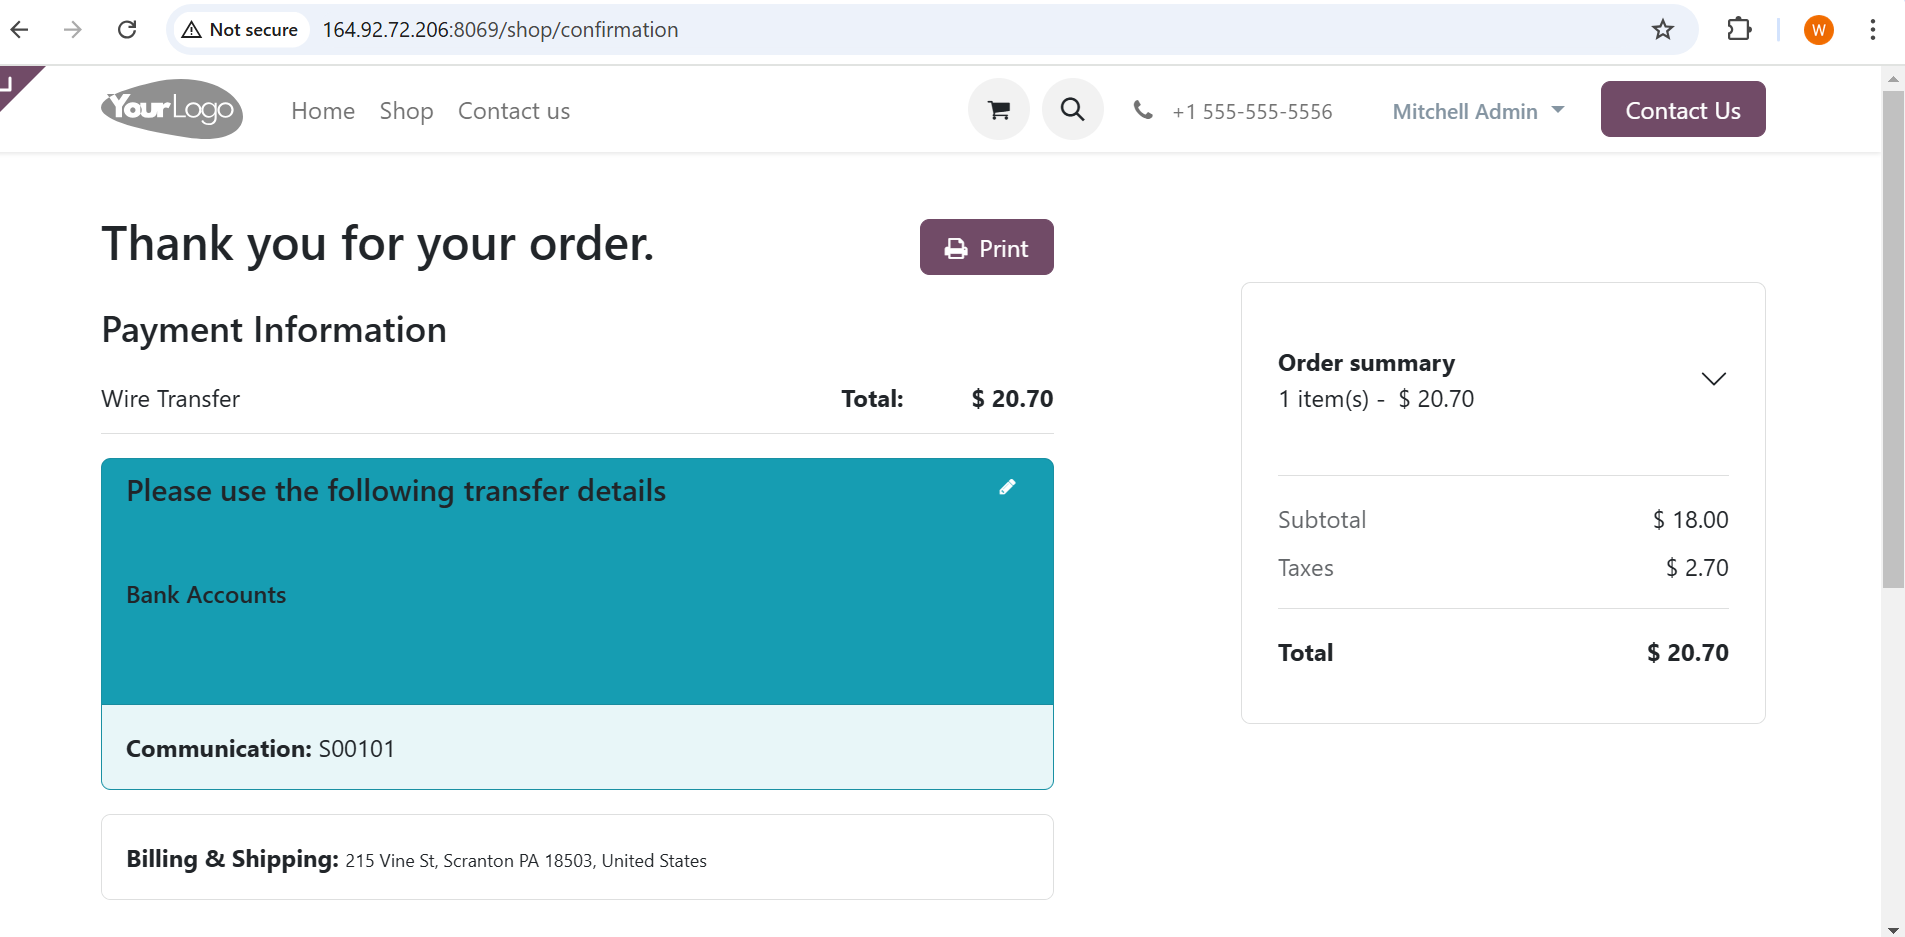 Not secure 164.92.72.206:8069/shop/confirmation W
YourLogo Home Shop Contact us +1 555-555-5556 Mitchell Admin Contact Us
Thank you for your order. Print
Payment Information
Wire Transfer Total: $ 20.70
Please use the following transfer details
Bank Accounts
Communication: S00101
Billing & Shipping: 215 Vine St, Scranton PA 18503, United States
Order summary
1 item(s) - $ 20.70
Subtotal $ 18.00
Taxes $ 2.70
Total $ 20.70